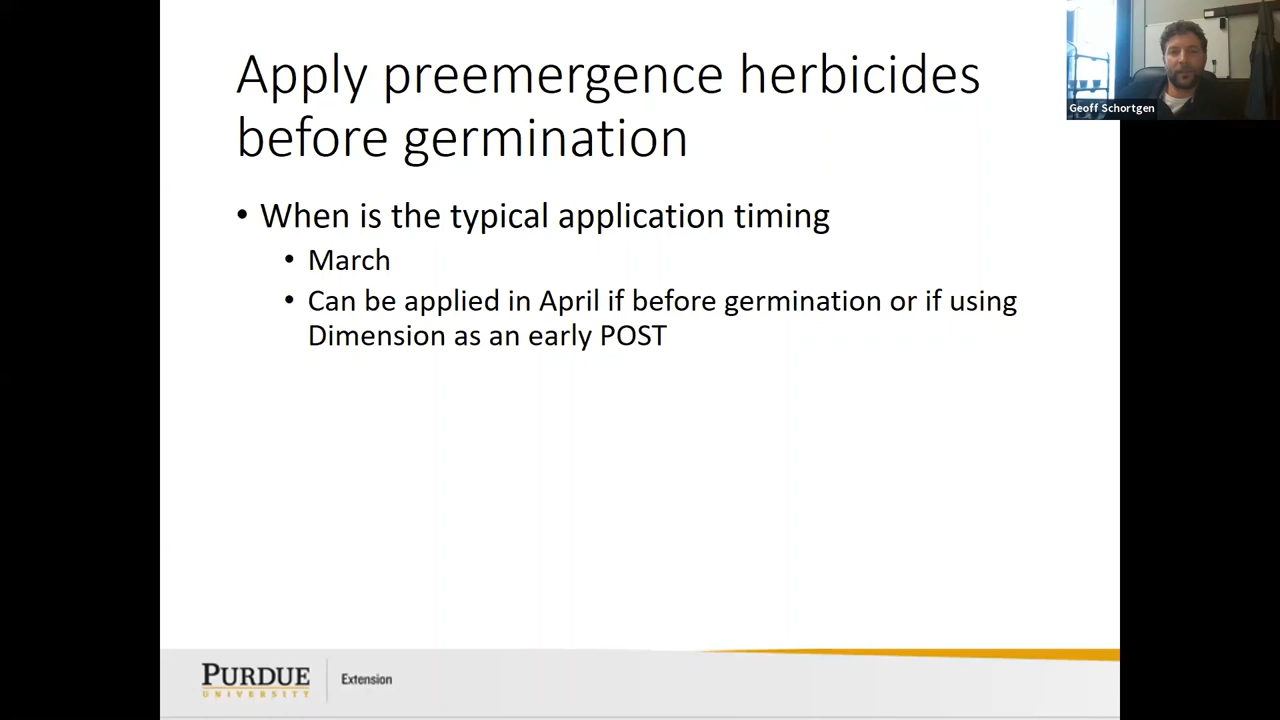 Apply preemergence herbicides
before germination
• When is the typical application timing
• March
• Can be applied in April if before germination or if using
Dimension as an early POST
Geoff Schortgen
PURDUE
UNIVERSITY
Extension